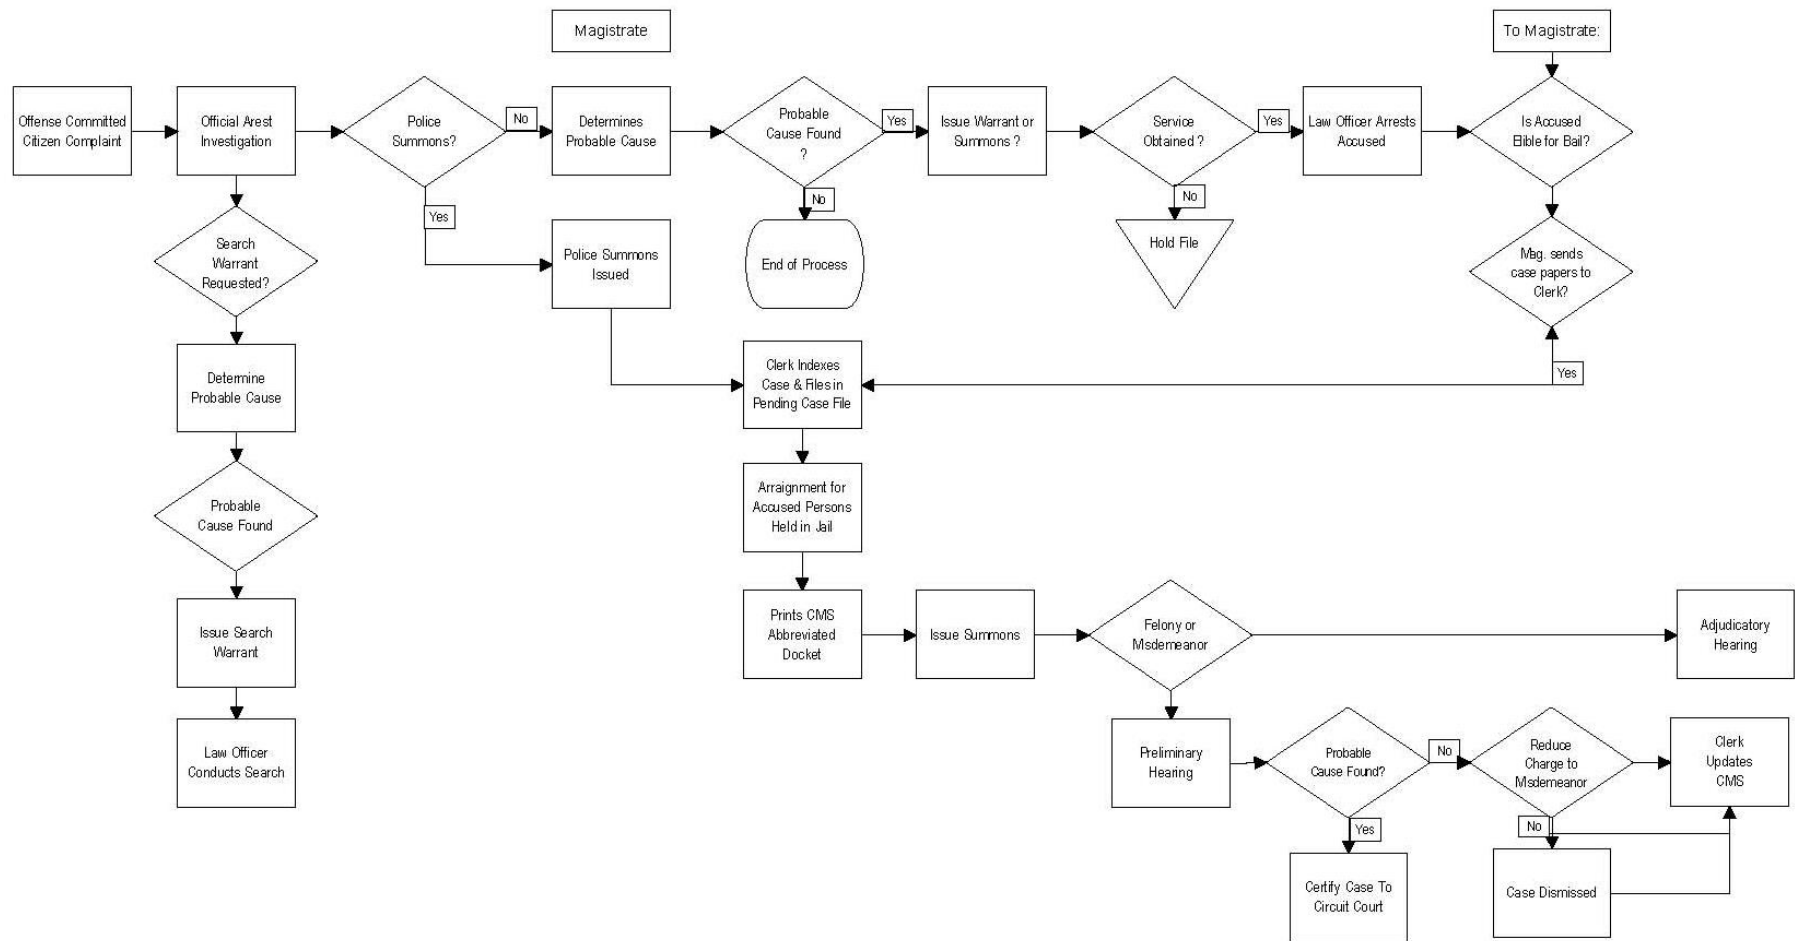 Magistrate
To Magistrate:
Offense Committed
Citizen Complaint
Official Arest
Investigation
Police
Summons?
No
Determines
Probable Cause
Probable
Cause Found
?
Yes
Issue Warrant or
Summons ?
Service
Obtained ?
Yes
Law Officer Arrests
Accused
Is Accused
Elible for Bail?
Yes
No
No
Search
Warrant
Requested?
Police Summons
Issued
End of Process
Hold File
Mag. sends
case papers to
Clerk?
Yes
Determine
Probable Cause
Clerk Indexes
Case & Files in
Pending Case File
Probable
Cause Found
Arraignment for
Accused Persons
Held in Jail
Issue Search
Warrant
Prints CMS
Abbreviated
Docket
Issue Summons
Felony or
Msdemeanor
Adjudicatory
Hearing
Law Officer
Conducts Search
Preliminary
Hearing
Probable
Cause Found?
No
Reduce
Charge to
Msdemeanor
Clerk
Updates
CMS
Yes
No
Certify Case To
Circuit Court
Case Dismissed